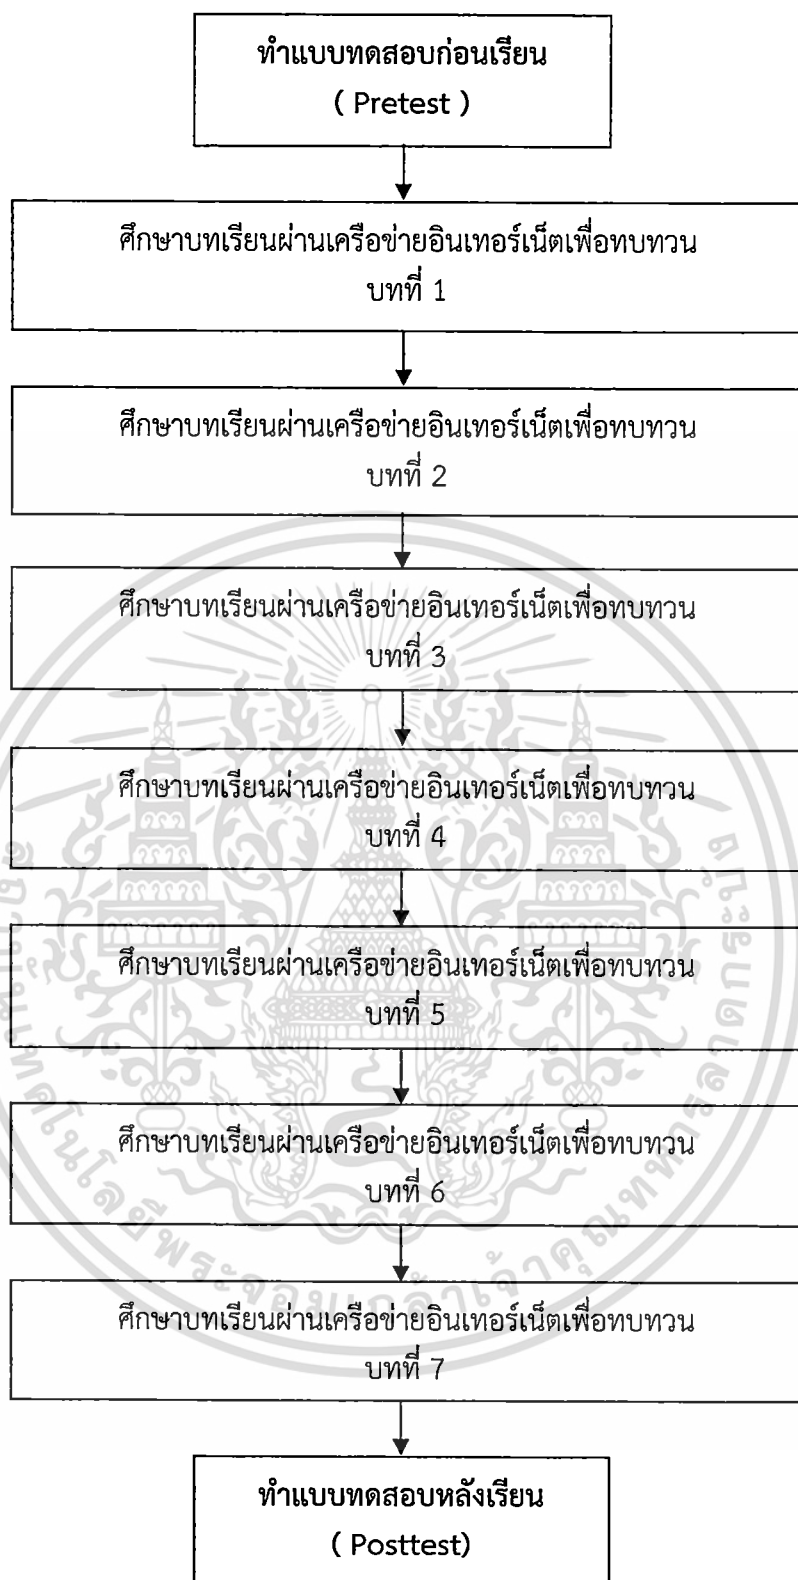 ทำแบบทดสอบก่อนเรียน
( Pretest )
ศึกษาบทเรียนผ่านเครือข่ายอินเทอร์เน็ตเพื่อทบทวน
บทที่ 1
ศึกษาบทเรียนผ่านเครือข่ายอินเทอร์เน็ตเพื่อทบทวน
บทที่ 2
ศึกษาบทเรียนผ่านเครือข่ายอินเทอร์เน็ตเพื่อทบทวน
บทที่ 3
ศึกษาบทเรียนผ่านเครือข่ายอินเทอร์เน็ตเพื่อทบทวน
บทที่ 4
ศึกษาบทเรียนผ่านเครือข่ายอินเทอร์เน็ตเพื่อทบทวน
บทที่ 5
ศึกษาบทเรียนผ่านเครือข่ายอินเทอร์เน็ตเพื่อทบทวน
บทที่ 6
ศึกษาบทเรียนผ่านเครือข่ายอินเทอร์เน็ตเพื่อทบทวน
บทที่ 7
ทำแบบทดสอบหลังเรียน
( Posttest)